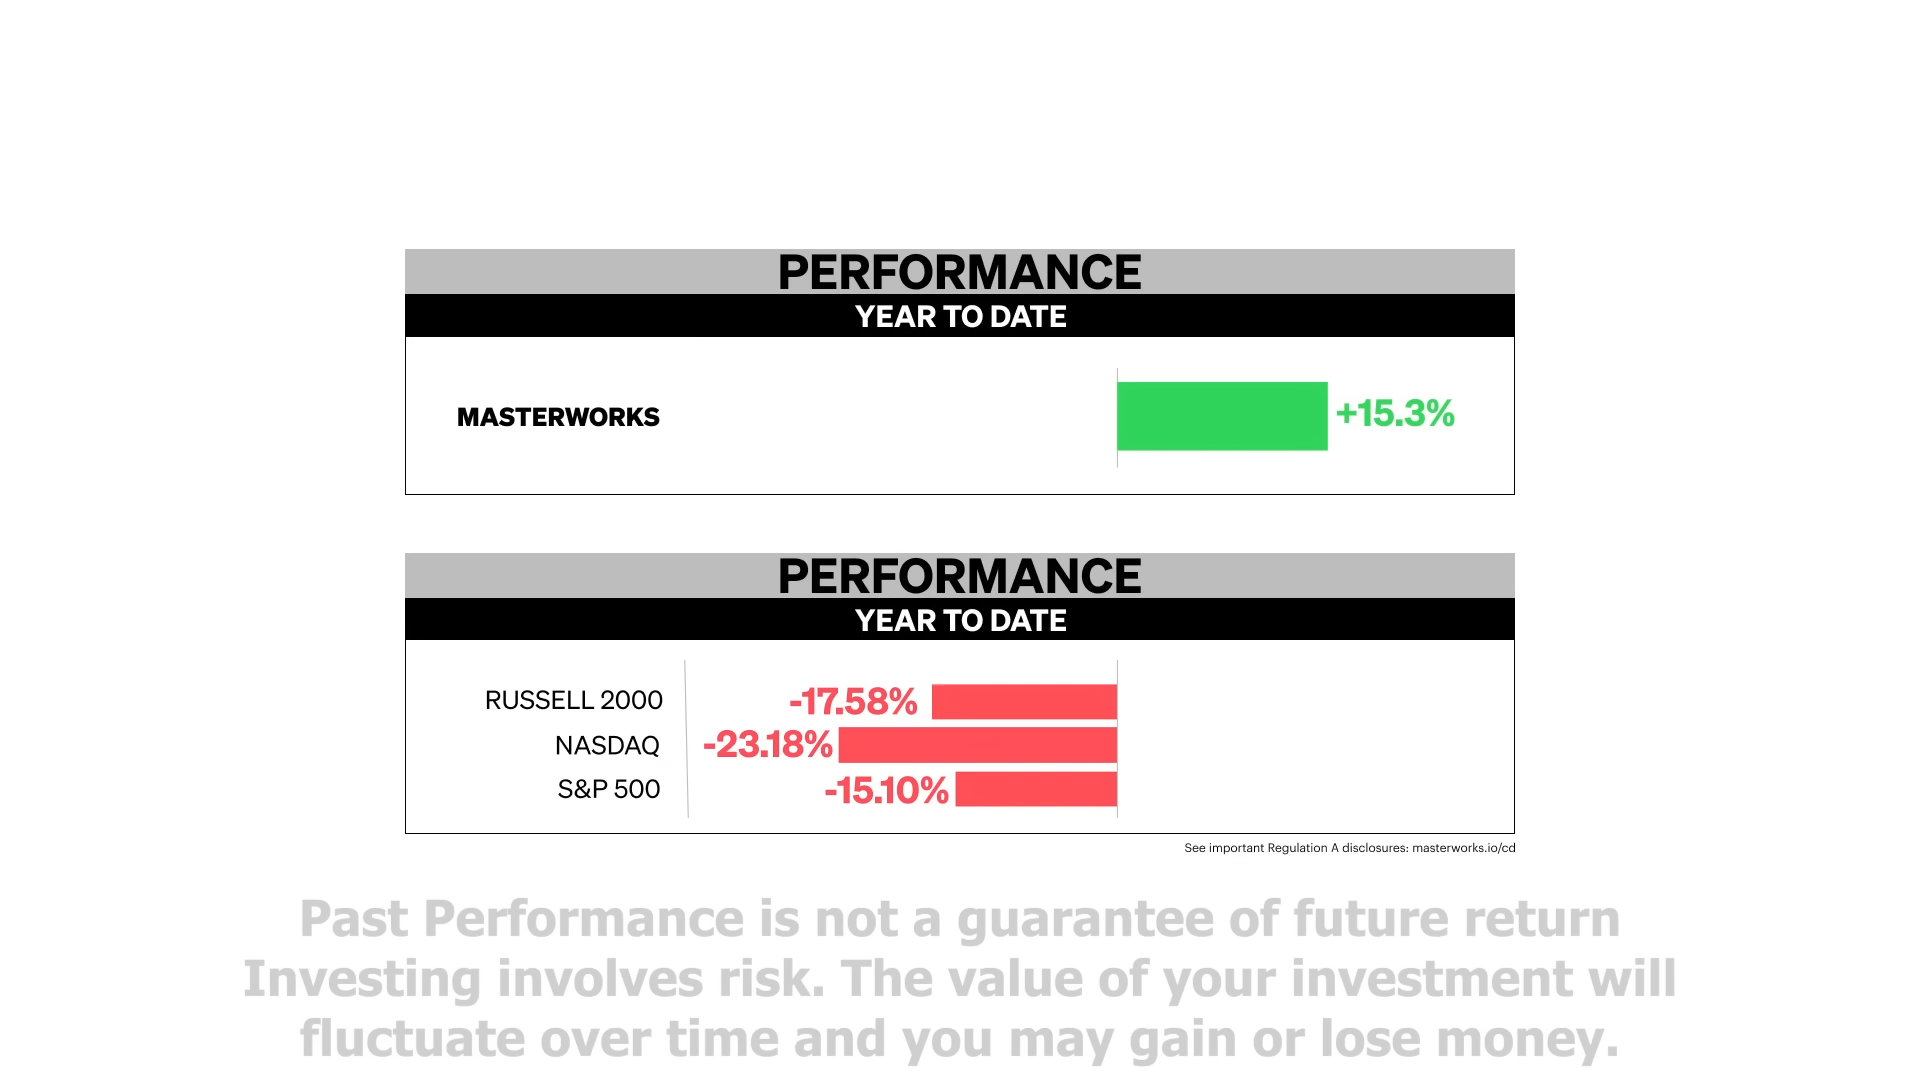 PERFORMANCE
YEAR TO DATE
MASTERWORKS +15.3%
PERFORMANCE
YEAR TO DATE
RUSSELL 2000 -17.58%
NASDAQ -23.18%
S&P 500 -15.10%
See important Regulation A disclosures: masterworks.io/cd
Past Performance is not a guarantee of future return
Investing involves risk. The value of your investment will
fluctuate over time and you may gain or lose money.